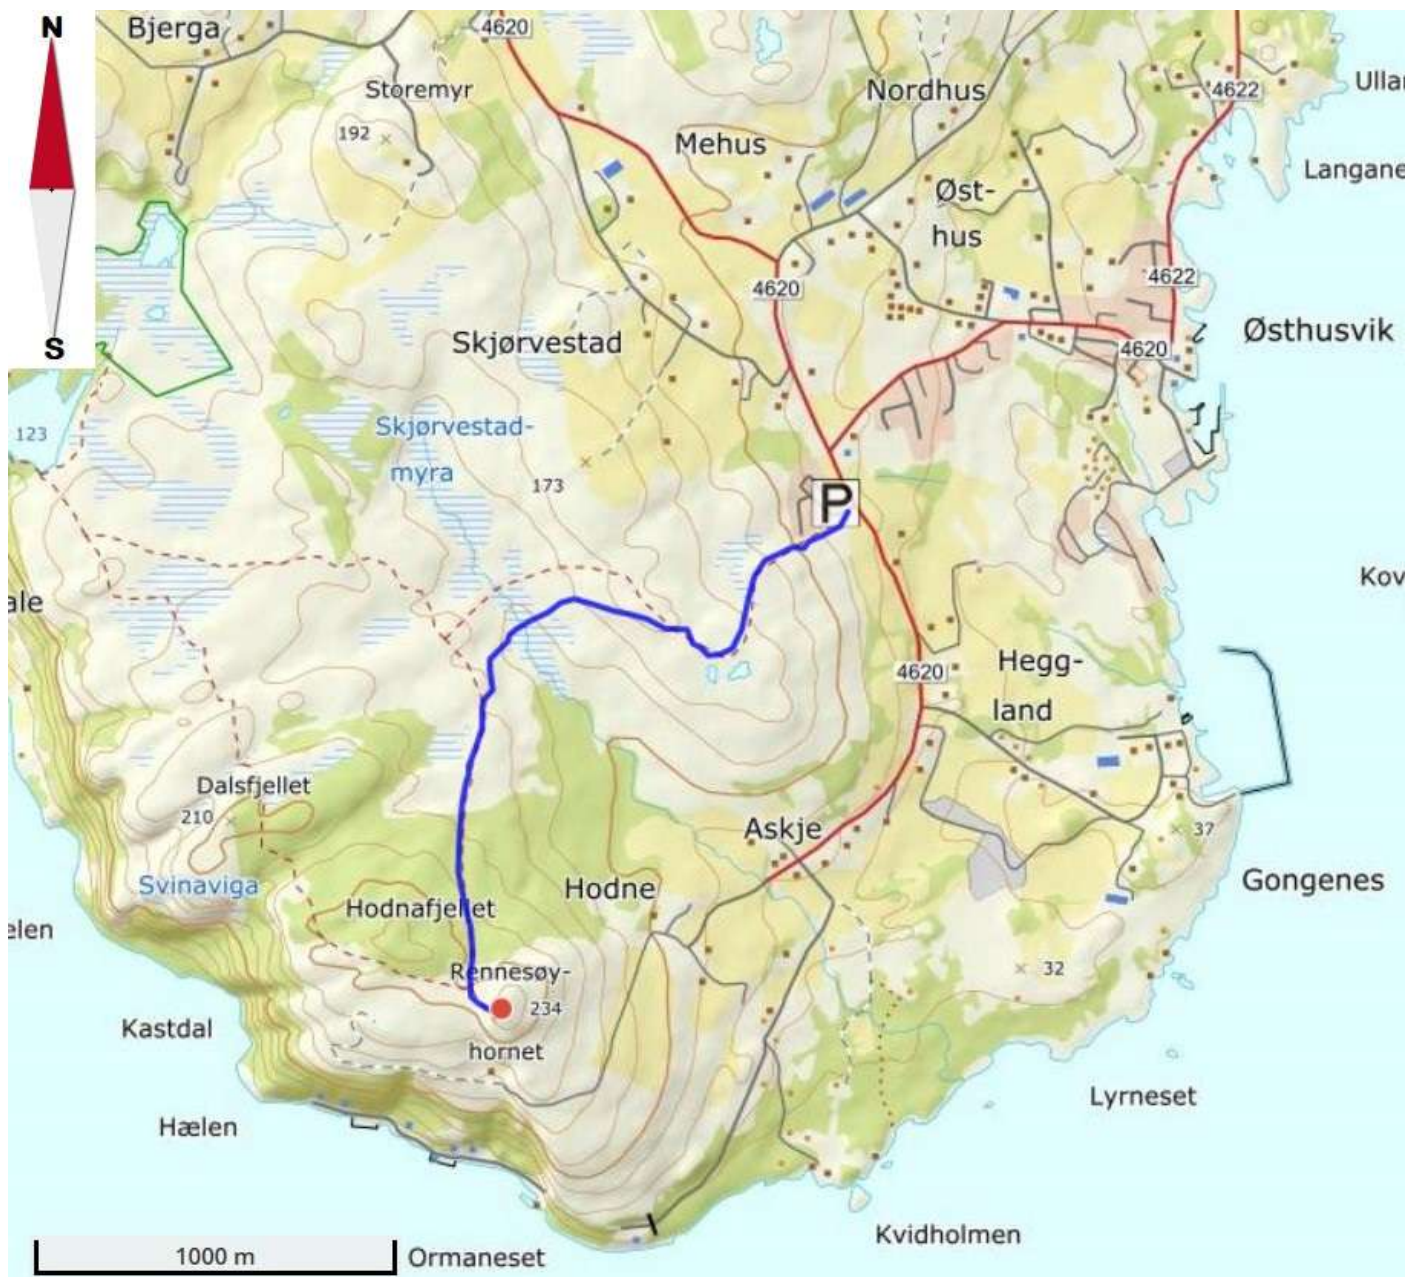 N
S
Bjerga
4620
Storemyr
192
Nordhus
4622
Ullar
Mehus
Langane
Øst-
hus
4620
4622
Skjørvestad
4620
Østhusvik
123
Skjørvestad-
myra
173
P
ale
Kov
4620
Hegg-
land
Dalsfjellet
210
Askje
37
Svinaviga
Hodne
Gongenes
Hodnafjellet
elen
Rennesøy-
32
234
Kastdal
hornet
Hælen
Lyrneset
Kvidholmen
1000 m
Ormaneset